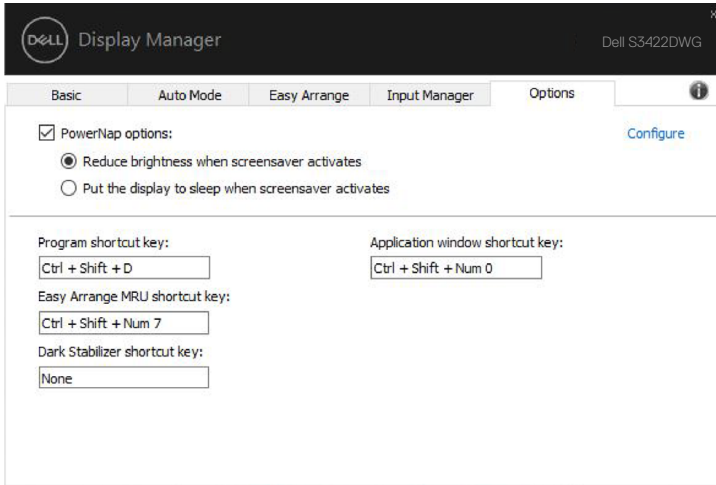 DELL Display Manager
X
Dell S3422DWG
Basic Auto Mode Easy Arrange Input Manager Options i
PowerNap options: Configure
Reduce brightness when screensaver activates
Put the display to sleep when screensaver activates
Program shortcut key: Application window shortcut key:
Ctrl + Shift + D Ctrl + Shift + Num 0
Easy Arrange MRU shortcut key:
Ctrl + Shift + Num 7
Dark Stabilizer shortcut key:
None